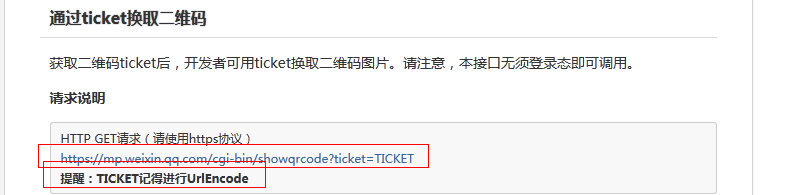 通过ticket换取二维码
获取二维码ticket后，开发者可用ticket换取二维码图片。请注意，本接口无须登录态即可调用。
请求说明
HTTP GET请求（请使用https协议）
https://mp.weixin.qq.com/cgi-bin/showqrcode?ticket=TICKET
提醒：TICKET记得进行UrlEncode